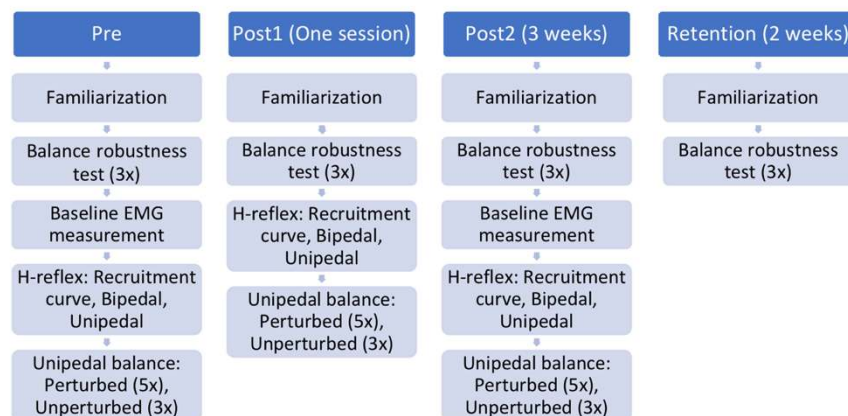 Pre
Familiarization
Balance robustness
test (3x)
Baseline EMG
measurement
H-reflex: Recruitment
curve, Bipedal,
Unipedal
Unipedal balance:
Perturbed (5x),
Unperturbed (3x)
Post1 (One session)
Familiarization
Balance robustness
test (3x)
H-reflex: Recruitment
curve, Bipedal,
Unipedal
Unipedal balance:
Perturbed (5x),
Unperturbed (3x)
Post2 (3 weeks)
Familiarization
Balance robustness
test (3x)
Baseline EMG
measurement
H-reflex: Recruitment
curve, Bipedal,
Unipedal
Unipedal balance:
Perturbed (5x),
Unperturbed (3x)
Retention (2 weeks)
Familiarization
Balance robustness
test (3x)